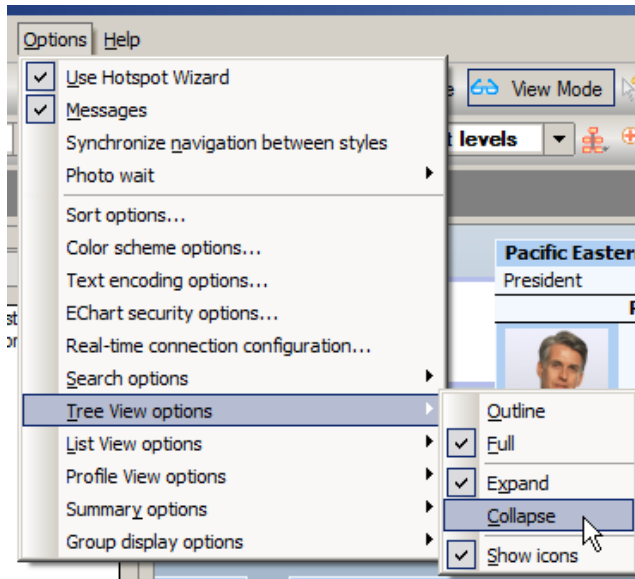 Options Help
Use Hotspot Wizard
View Mode
Messages
Synchronize navigation between styles
levels
Photo wait
Sort options...
Color scheme options...
Pacific Easter
Text encoding options...
President
EChart security options...
Real-time connection configuration...
Search options
Tree View options
Outline
List View options
Full
Profile View options
Expand
Summary options
Collapse
Group display options
Show icons